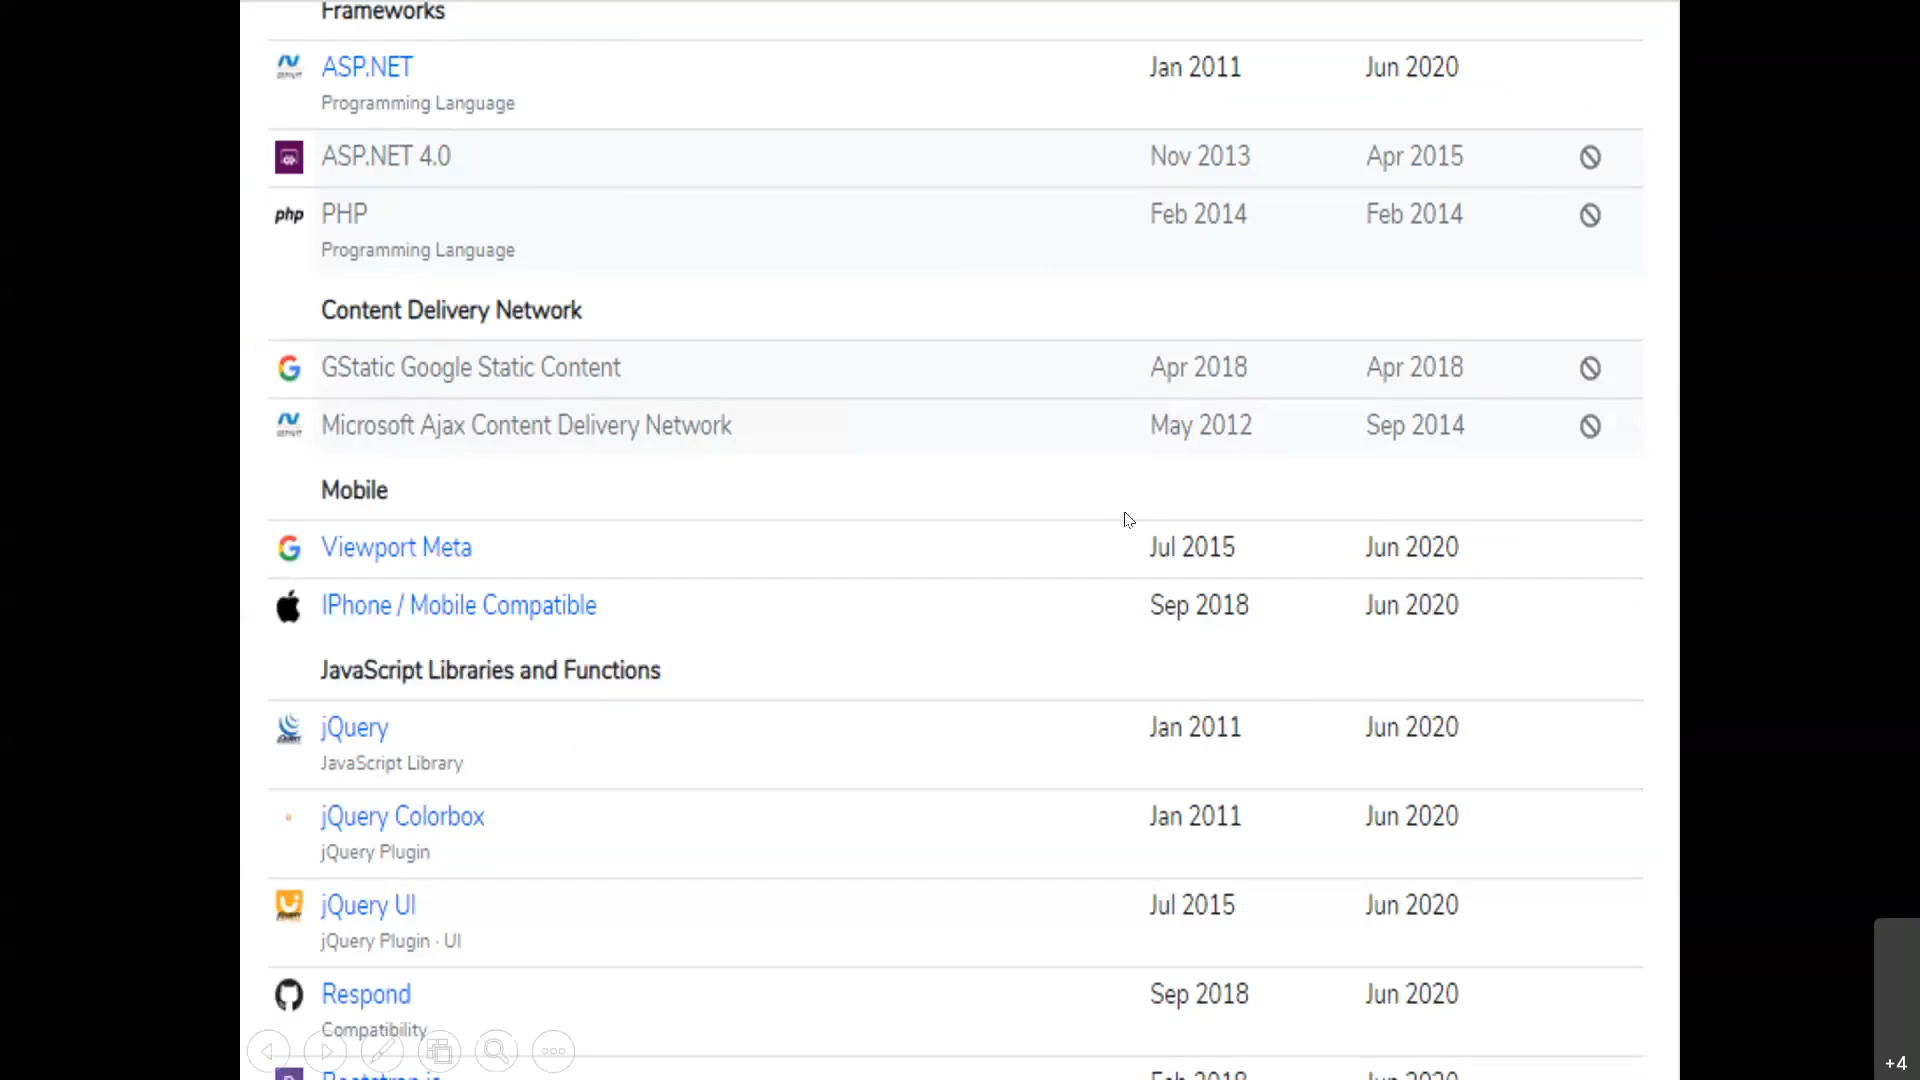 Frameworks
ASP.NET Jan 2011 Jun 2020
Programming Language
ASP.NET 4.0 Nov 2013 Apr 2015
php PHP Feb 2014 Feb 2014
Programming Language
Content Delivery Network
GStatic Google Static Content Apr 2018 Apr 2018
Microsoft Ajax Content Delivery Network May 2012 Sep 2014
Mobile
Viewport Meta Jul 2015 Jun 2020
IPhone / Mobile Compatible Sep 2018 Jun 2020
JavaScript Libraries and Functions
jQuery Jan 2011 Jun 2020
JavaScript Library
jQuery Colorbox Jan 2011 Jun 2020
jQuery Plugin
jQuery UI Jul 2015 Jun 2020
jQuery Plugin · UI
Respond Sep 2018 Jun 2020
Compatibility
+4